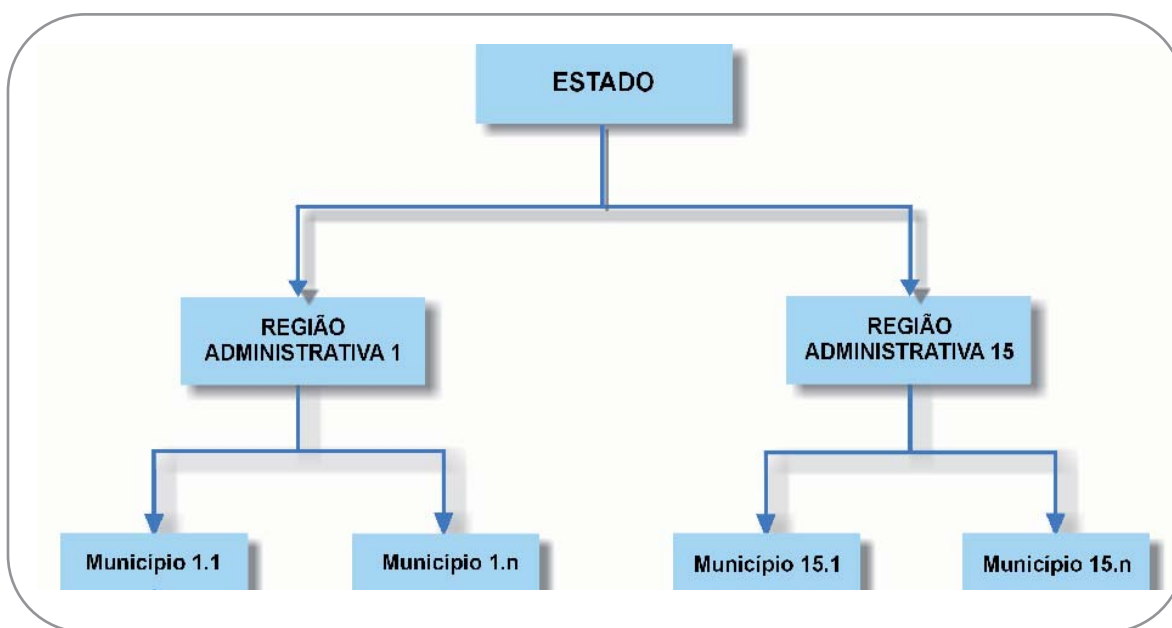 ESTADO
REGIÃO
ADMINISTRATIVA 1
REGIÃO
ADMINISTRATIVA 15
Município 1.1
Município 1.n
Município 15.1
Município 15.n